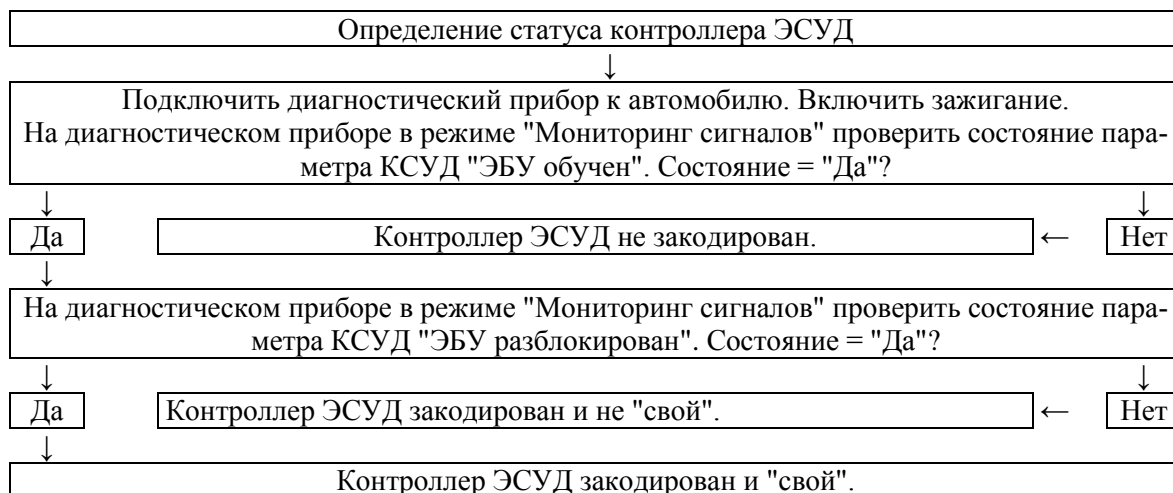 Определение статуса контроллера ЭСУД
↓
Подключить диагностический прибор к автомобилю. Включить зажигание.
На диагностическом приборе в режиме "Мониторинг сигналов" проверить состояние пара-
метра КСУД "ЭБУ обучен". Состояние = "Да"?
↓ ↓
Да Контроллер ЭСУД не закодирован. ← Нет
↓
На диагностическом приборе в режиме "Мониторинг сигналов" проверить состояние пара-
метра КСУД "ЭБУ разблокирован". Состояние = "Да"?
↓ ↓
Да Контроллер ЭСУД закодирован и не "свой". ← Нет
↓
Контроллер ЭСУД закодирован и "свой".